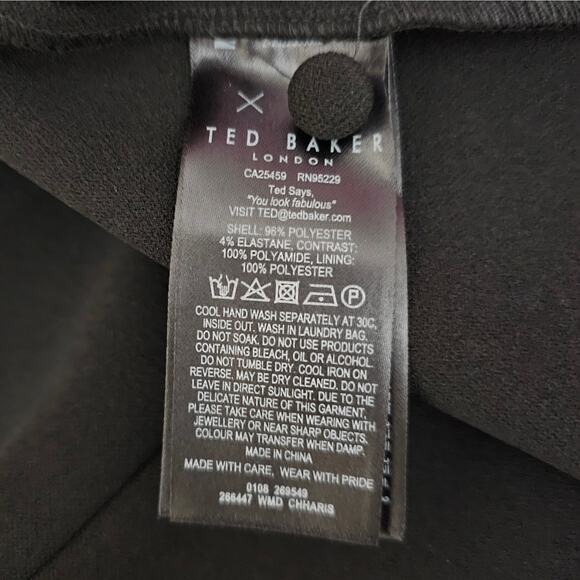 TED BAKER
LONDON
CA25459 RN95229
Ted Says,
"You look fabulous"
VISIT TED@tedbaker.com
SHELL: 96% POLYESTER
4% ELASTANE, CONTRAST:
100% POLYAMIDE, LINING:
100% POLYESTER
P
COOL HAND WASH SEPARATELY AT 30C,
INSIDE OUT. WASH IN LAUNDRY BAG.
DO NOT SOAK. DO NOT USE PRODUCTS
CONTAINING BLEACH, OIL OR ALCOHOL.
DO NOT TUMBLE DRY. COOL IRON ON
REVERSE. MAY BE DRY CLEANED. DO NOT
LEAVE IN DIRECT SUNLIGHT. DUE TO THE
DELICATE NATURE OF THIS GARMENT.
PLEASE TAKE CARE WHEN WEARING WITH
JEWELLERY OR NEAR SHARP OBJECTS.
COLOUR MAY TRANSFER WHEN DAMP.
MADE IN CHINA
MADE WITH CARE, WEAR WITH PRIDE
0108 269549
266447 WMD CHHARIS